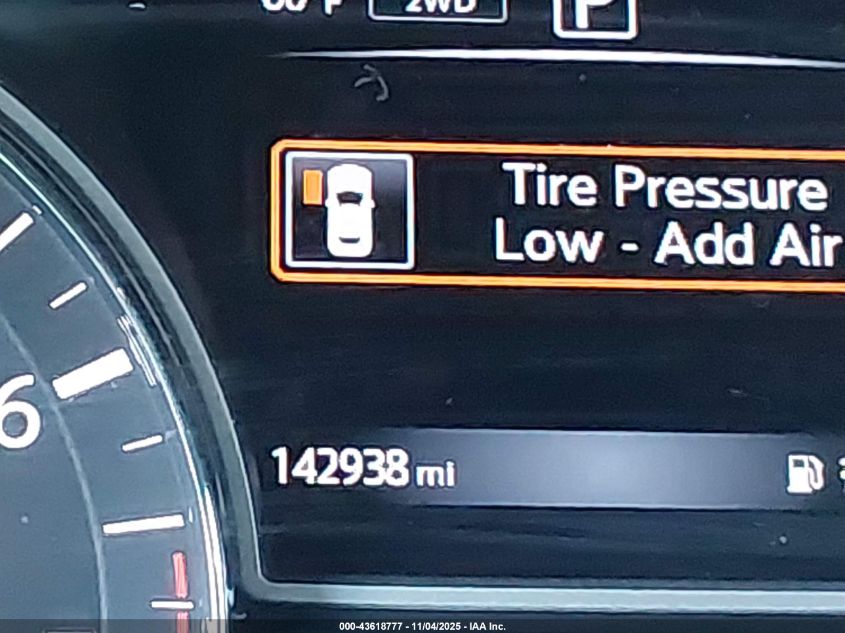 2WD
P
Tire Pressure
Low - Add Air
6
142938 mi
000-43618777 - 11/04/2025 - IAA Inc.